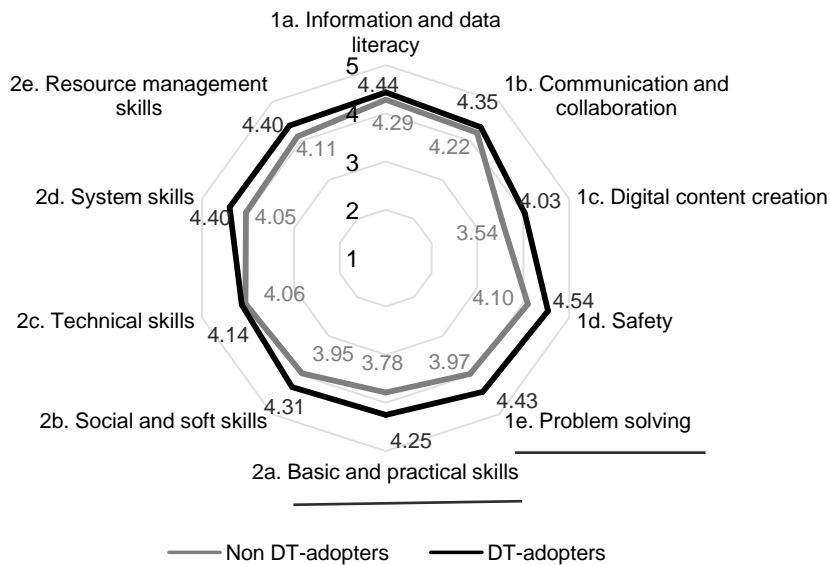 1a. Information and data
literacy
5
2e. Resource management
skills
4.44
1b. Communication and
collaboration
4.35
4.40
4
4.29
4.11
4.22
3
2d. System skills
4.40
4.05
2
4.03
1c. Digital content creation
3.54
1
4.06
4.10
4.54
2c. Technical skills
4.14
1d. Safety
3.95
3.78
3.97
4.31
4.43
2b. Social and soft skills
1e. Problem solving
4.25
2a. Basic and practical skills
Non DT-adopters
DT-adopters